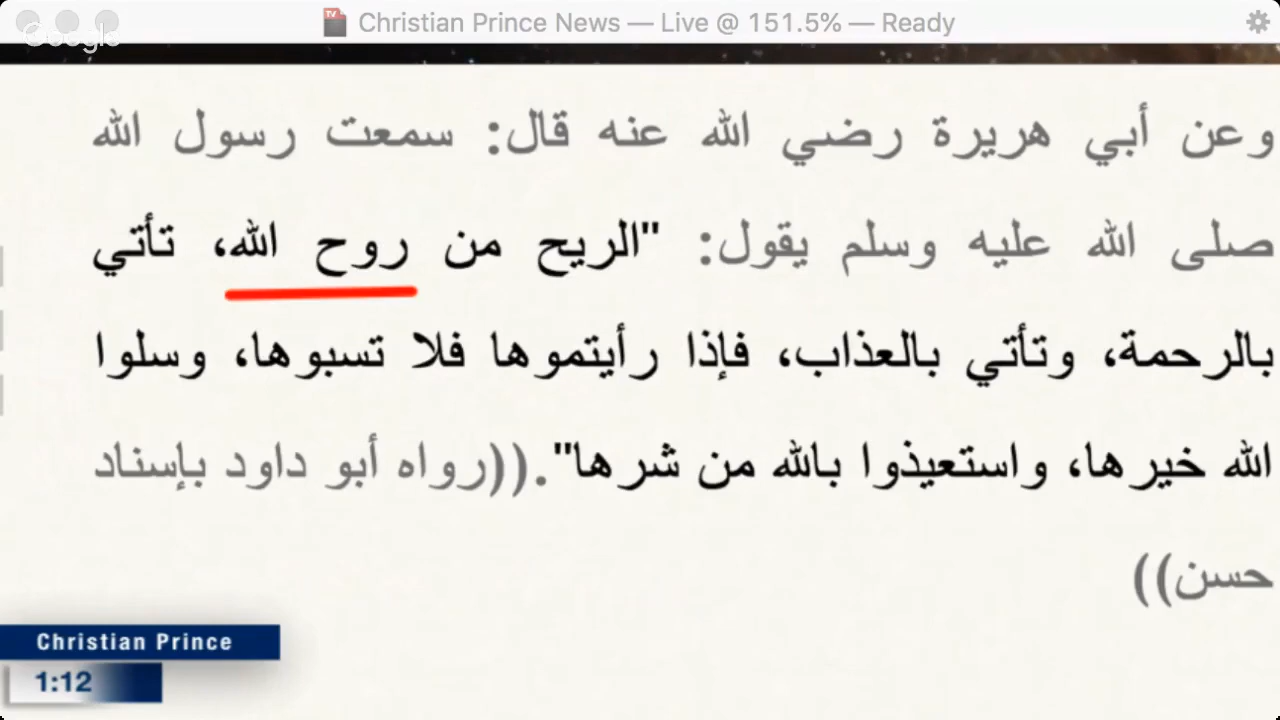 Christian Prince News — Live @ 151.5% — Ready
Google
وعن أبي هريرة رضي الله عنه قال: سمعت رسول الله
صلى الله عليه وسلم يقول: "الريح من روح الله، تأتي
بالرحمة، وتأتي بالعذاب، فإذا رأيتموها فلا تسبوها، وسلوا
الله خيرها، واستعيذوا بالله من شرها".((رواه أبو داود بإسناد
حسن))
Christian Prince
1:12